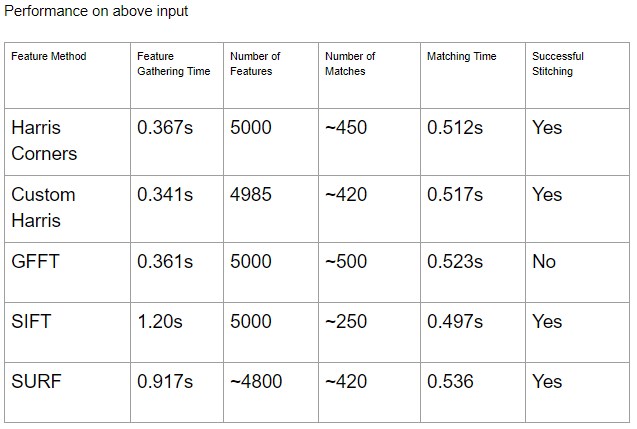 Performance on above input
Feature Method Feature Gathering Time Number of Features Number of Matches Matching Time Successful Stitching
Harris Corners 0.367s 5000 ~450 0.512s Yes
Custom Harris 0.341s 4985 ~420 0.517s Yes
GFFT 0.361s 5000 ~500 0.523s No
SIFT 1.20s 5000 ~250 0.497s Yes
SURF 0.917s ~4800 ~420 0.536 Yes